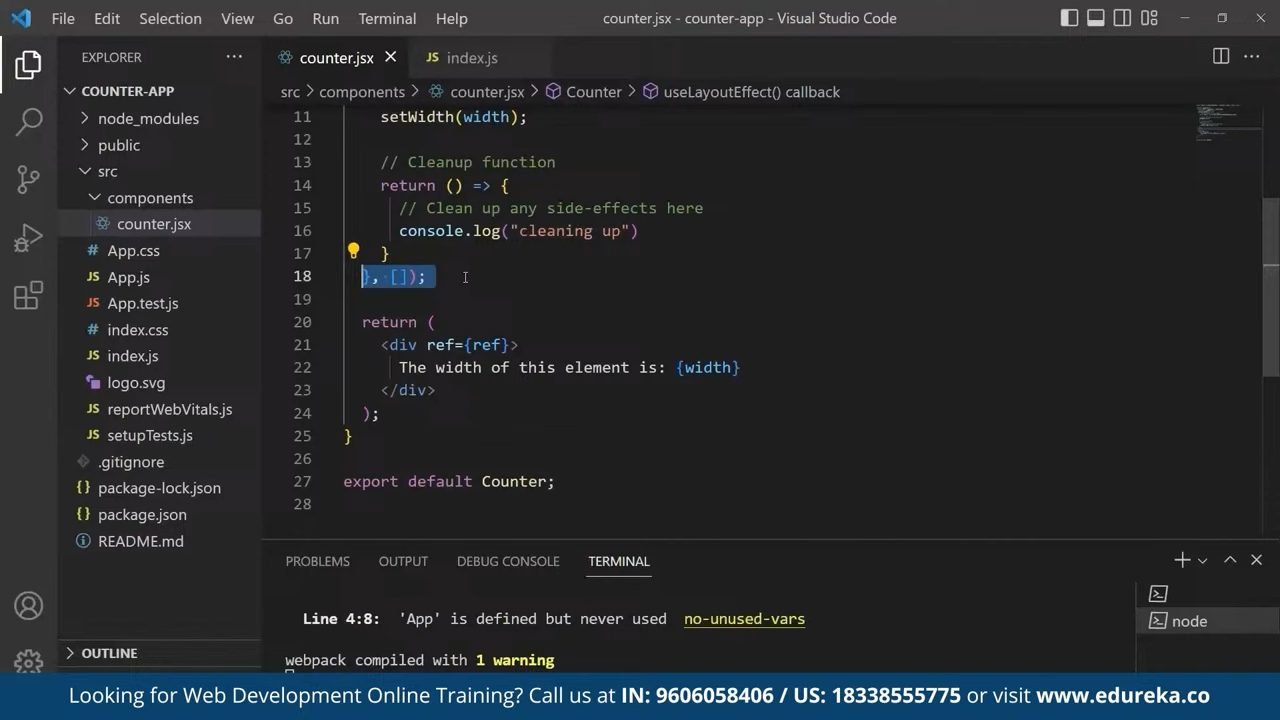 File Edit Selection View Go Run Terminal Help counter.jsx - counter-app - Visual Studio Code
EXPLORER
COUNTER-APP
node_modules
public
src
components
counter.jsx
App.css
App.js
App.test.js
index.css
index.js
logo.svg
reportWebVitals.js
setupTests.js
.gitignore
package-lock.json
package.json
README.md
OUTLINE
counter.jsx JS index.js
src > components > counter.jsx > Counter > useLayoutEffect() callback
11 setWidth(width);
12
13 // Cleanup function
14 return () => {
15 // Clean up any side-effects here
16 console.log("cleaning up")
17 }
18 }, []);
19
20 return (
21 <div ref={ref}>
22 The width of this element is: {width}
23 </div>
24 );
25 }
26
27 export default Counter;
28
PROBLEMS OUTPUT DEBUG CONSOLE TERMINAL
Line 4:8: 'App' is defined but never used no-unused-vars
webpack compiled with 1 warning
node
Looking for Web Development Online Training? Call us at IN: 9606058406 / US: 18338555775 or visit www.edureka.co